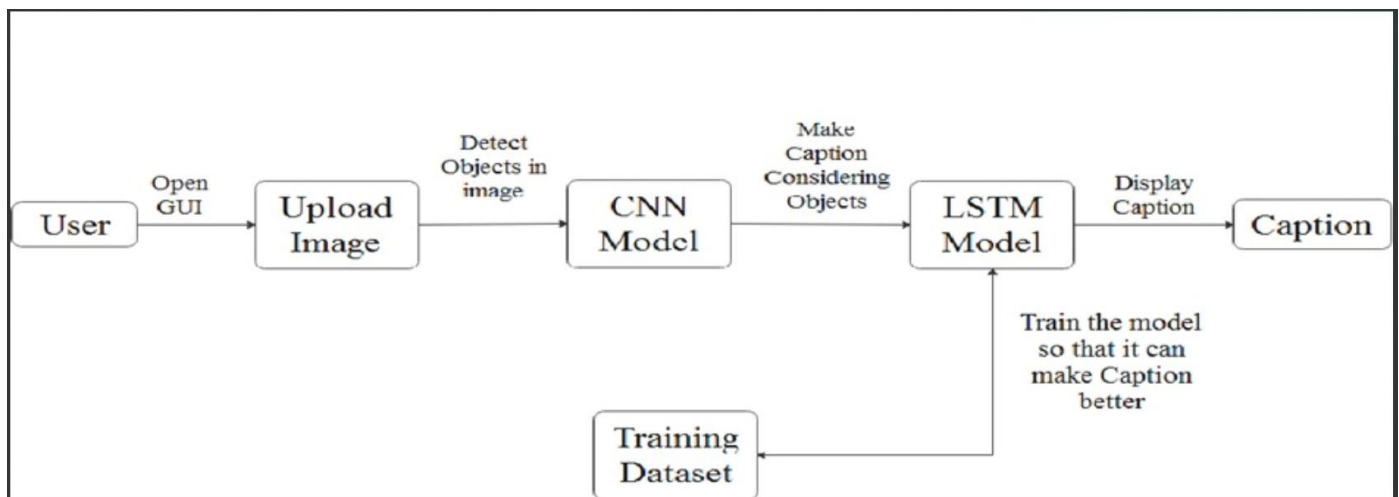 User
Open
GUI
Upload
Image
Detect
Objects in
image
CNN
Model
Make
Caption
Considering
Objects
LSTM
Model
Display
Caption
Caption
Train the model
so that it can
make Caption
better
Training
Dataset